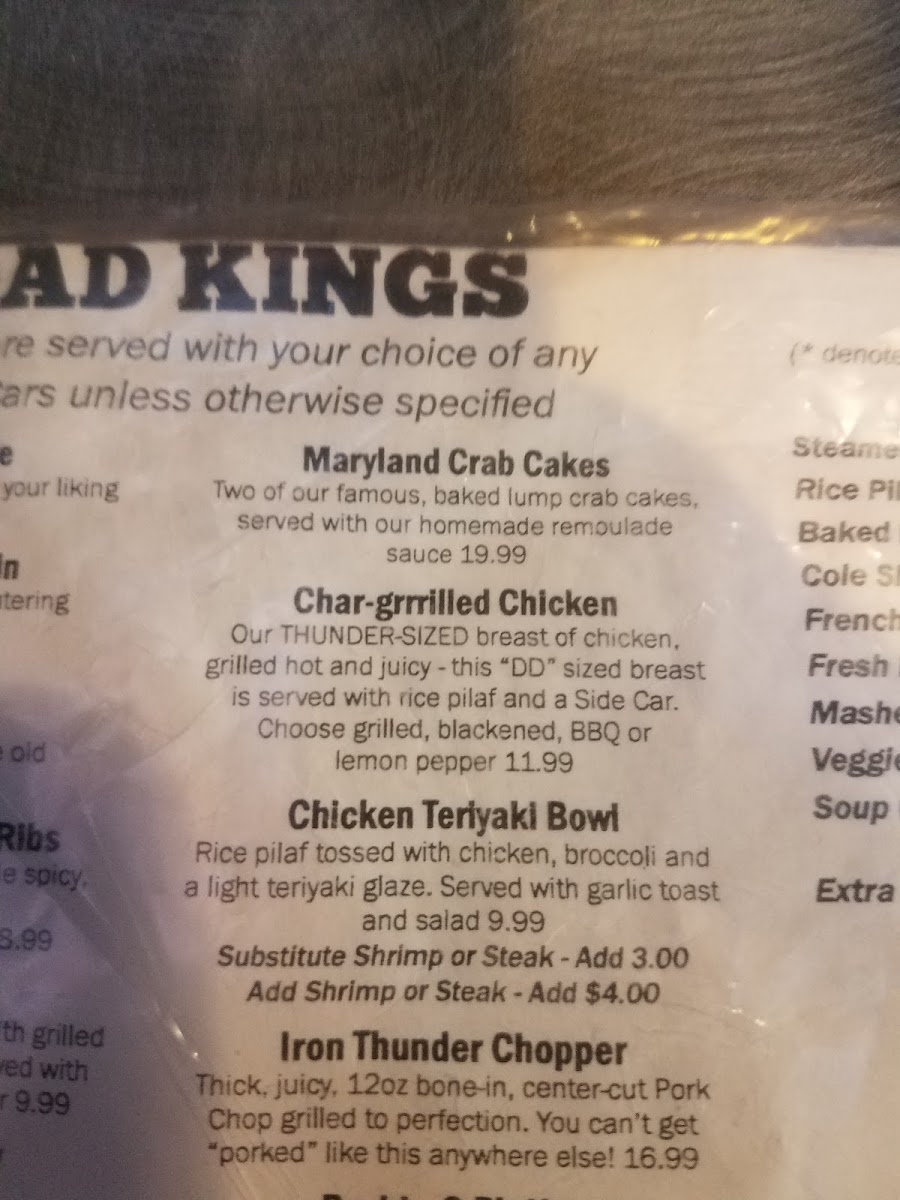 AD KINGS
re served with your choice of any
ars unless otherwise specified
e
your liking
in
tering
old
Ribs
e spicy,
8.99
th grilled
ved with
r 9.99
Maryland Crab Cakes
Two of our famous, baked lump crab cakes,
served with our homemade remoulade
sauce 19.99
Char-grrrilled Chicken
Our THUNDER-SIZED breast of chicken,
grilled hot and juicy - this “DD” sized breast
is served with rice pilaf and a Side Car.
Choose grilled, blackened, BBQ or
lemon pepper 11.99
Chicken Teriyaki Bowl
Rice pilaf tossed with chicken, broccoli and
a light teriyaki glaze. Served with garlic toast
and salad 9.99
Substitute Shrimp or Steak - Add 3.00
Add Shrimp or Steak - Add $4.00
Iron Thunder Chopper
Thick, juicy, 12oz bone-in, center-cut Pork
Chop grilled to perfection. You can't get
“porked” like this anywhere else! 16.99
(* denote
Steame
Rice Pil
Baked
Cole Sl
French
Fresh
Mashe
Veggie
Soup
Extra